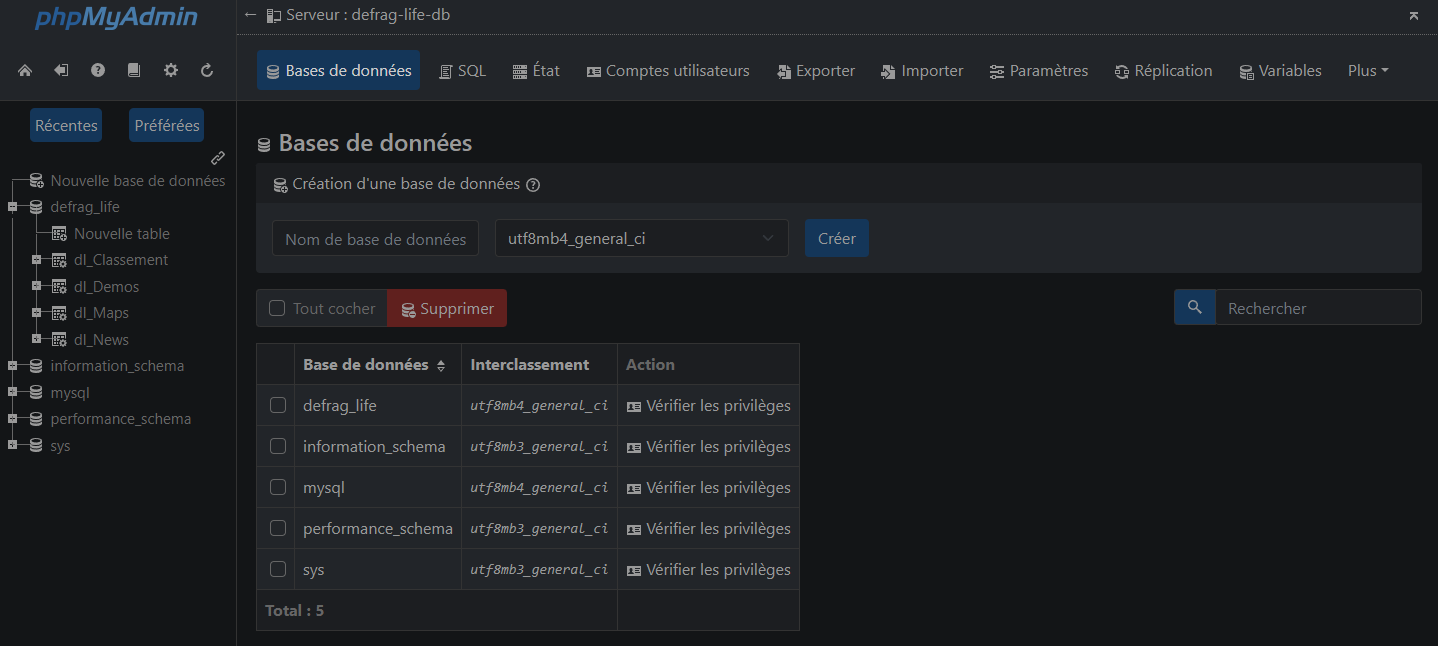 phpMyAdmin
← Serveur : defrag-life-db
Bases de données SQL État Comptes utilisateurs Exporter Importer Paramètres Réplication Variables Plus
Récentes Préférées
Nouvelle base de données
defrag_life
Nouvelle table
dl_Classement
dl_Demos
dl_Maps
dl_News
information_schema
mysql
performance_schema
sys
Bases de données
Création d'une base de données
Nom de base de données utf8mb4_general_ci Créer
Tout cocher Supprimer Rechercher
Base de données Interclassement Action
defrag_life utf8mb4_general_ci Vérifier les privilèges
information_schema utf8mb3_general_ci Vérifier les privilèges
mysql utf8mb4_general_ci Vérifier les privilèges
performance_schema utf8mb3_general_ci Vérifier les privilèges
sys utf8mb3_general_ci Vérifier les privilèges
Total : 5